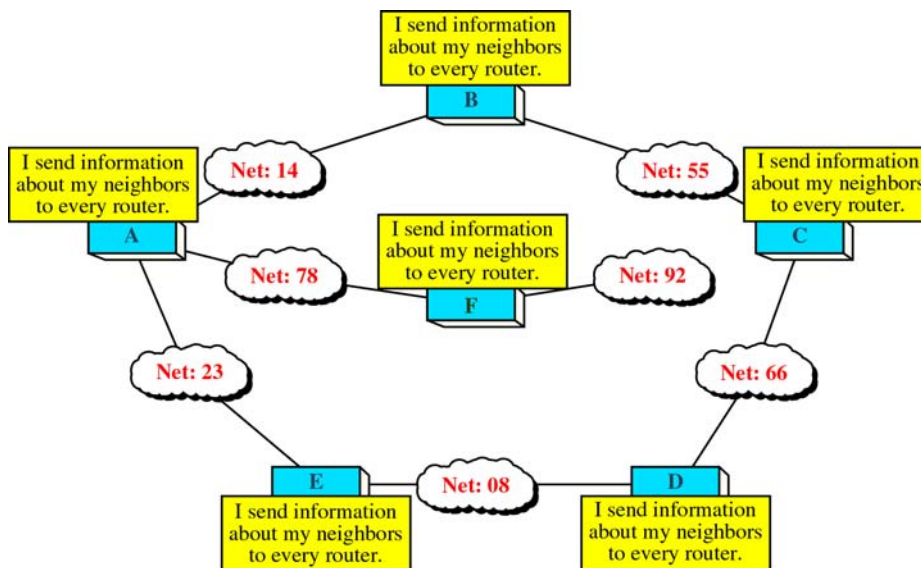 I send information
about my neighbors
to every router.
B
I send information
about my neighbors
to every router.
A
Net: 14
Net: 55
I send information
about my neighbors
to every router.
C
I send information
about my neighbors
to every router.
F
Net: 78
Net: 92
Net: 23
Net: 66
E
I send information
about my neighbors
to every router.
Net: 08
D
I send information
about my neighbors
to every router.